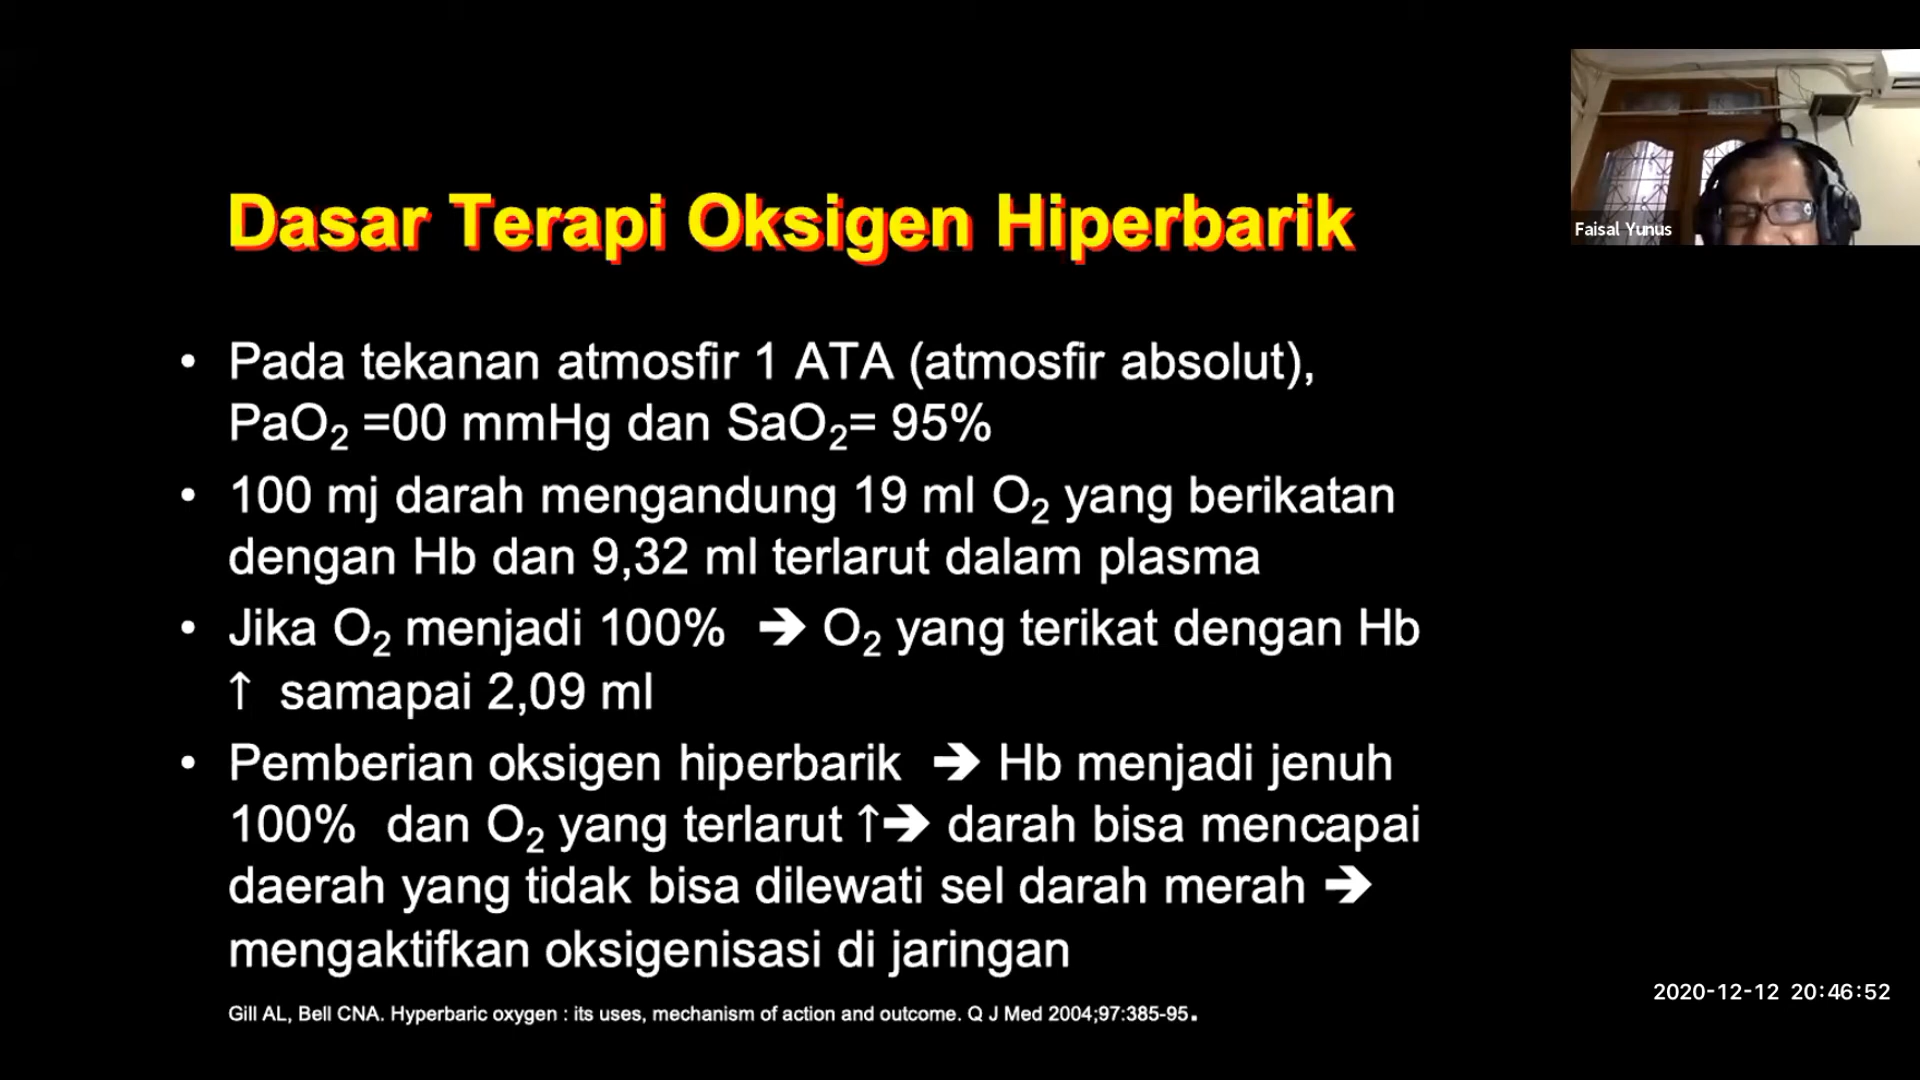 Dasar Terapi Oksigen Hiperbarik
Faisal Yunus
• Pada tekanan atmosfir 1 ATA (atmosfir absolut),
PaO₂ =00 mmHg dan SaO₂= 95%
• 100 mj darah mengandung 19 ml O₂ yang berikatan
dengan Hb dan 9,32 ml terlarut dalam plasma
• Jika O₂ menjadi 100% ➔ O₂ yang terikat dengan Hb
↑ samapai 2,09 ml
• Pemberian oksigen hiperbarik ➔ Hb menjadi jenuh
100% dan O₂ yang terlarut ↑➔ darah bisa mencapai
daerah yang tidak bisa dilewati sel darah merah ➔
mengaktifkan oksigenisasi di jaringan
Gill AL, Bell CNA. Hyperbaric oxygen : its uses, mechanism of action and outcome. Q J Med 2004;97:385-95.
2020-12-12 20:46:52